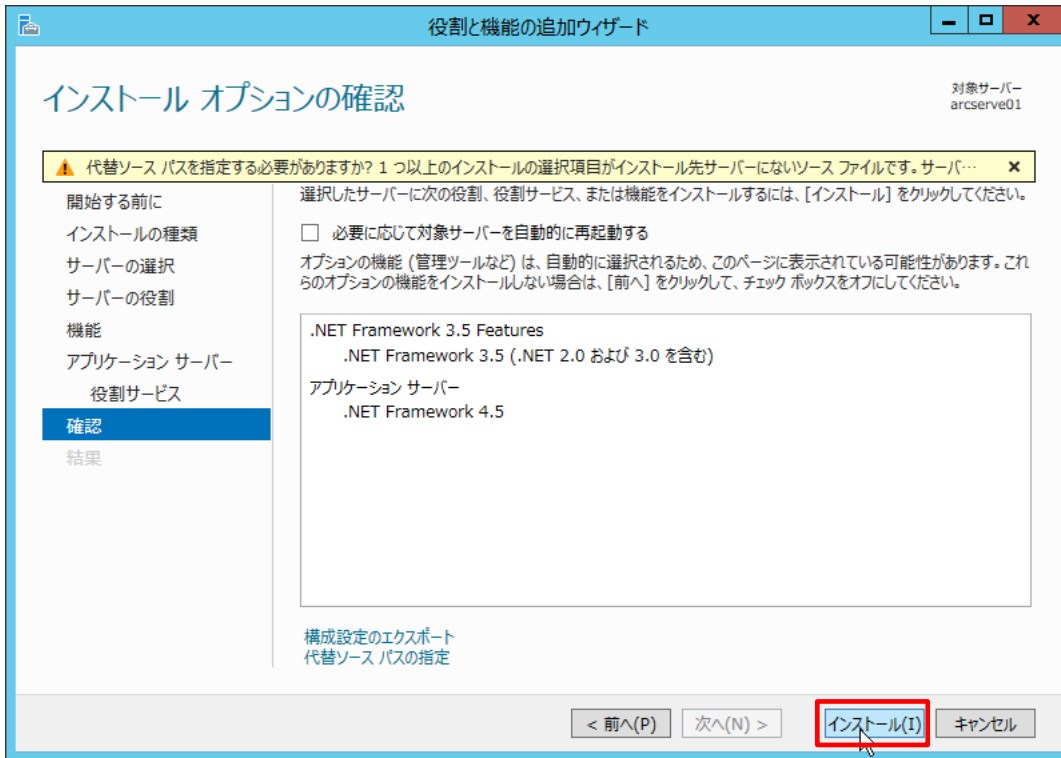 役割と機能の追加ウィザード
インストール オプションの確認
対象サーバー
arcserve01
代替ソース パスを指定する必要がありますか? 1 つ以上のインストールの選択項目がインストール先サーバーにないソース ファイルです。サーバ…
開始する前に
インストールの種類
サーバーの選択
サーバーの役割
機能
アプリケーション サーバー
役割サービス
確認
結果
選択したサーバーに次の役割、役割サービス、または機能をインストールするには、[インストール] をクリックしてください。
必要に応じて対象サーバーを自動的に再起動する
オプションの機能 (管理ツールなど) は、自動的に選択されるため、このページに表示されている可能性があります。これ
らのオプションの機能をインストールしない場合は、[前へ] をクリックして、チェック ボックスをオフにしてください。
.NET Framework 3.5 Features
.NET Framework 3.5 (.NET 2.0 および 3.0 を含む)
アプリケーション サーバー
.NET Framework 4.5
構成設定のエクスポート
代替ソース パスの指定
< 前へ(P)
次へ(N) >
インストール(I)
キャンセル